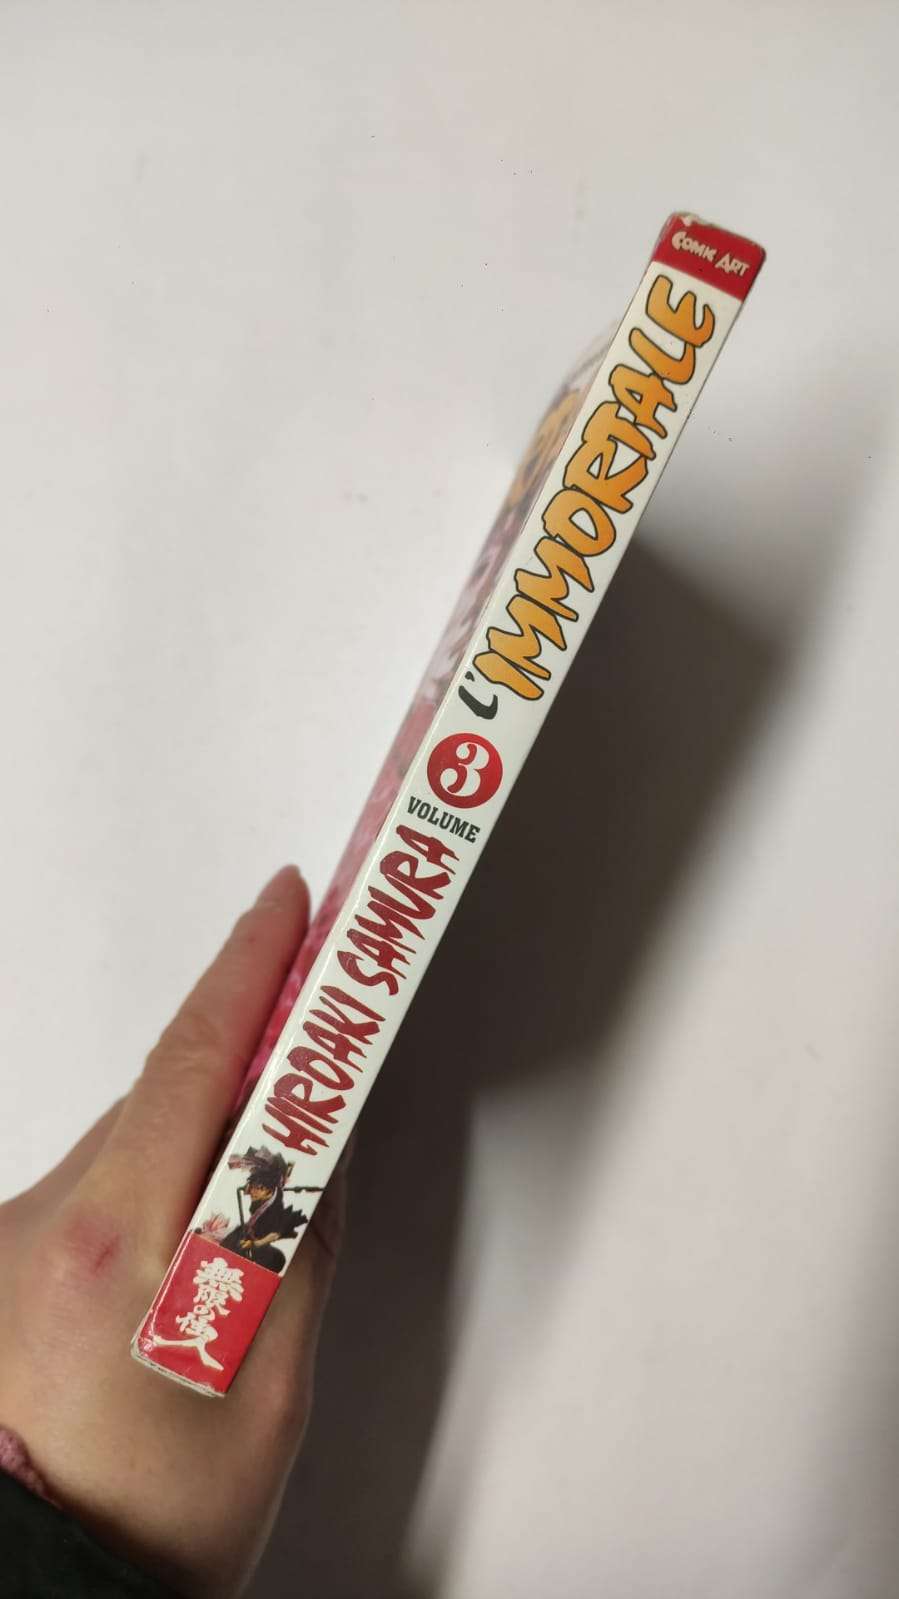 COMIC ART
L'IMMORTALE
3
VOLUME
HIROAKI SAMURA
無限の住人